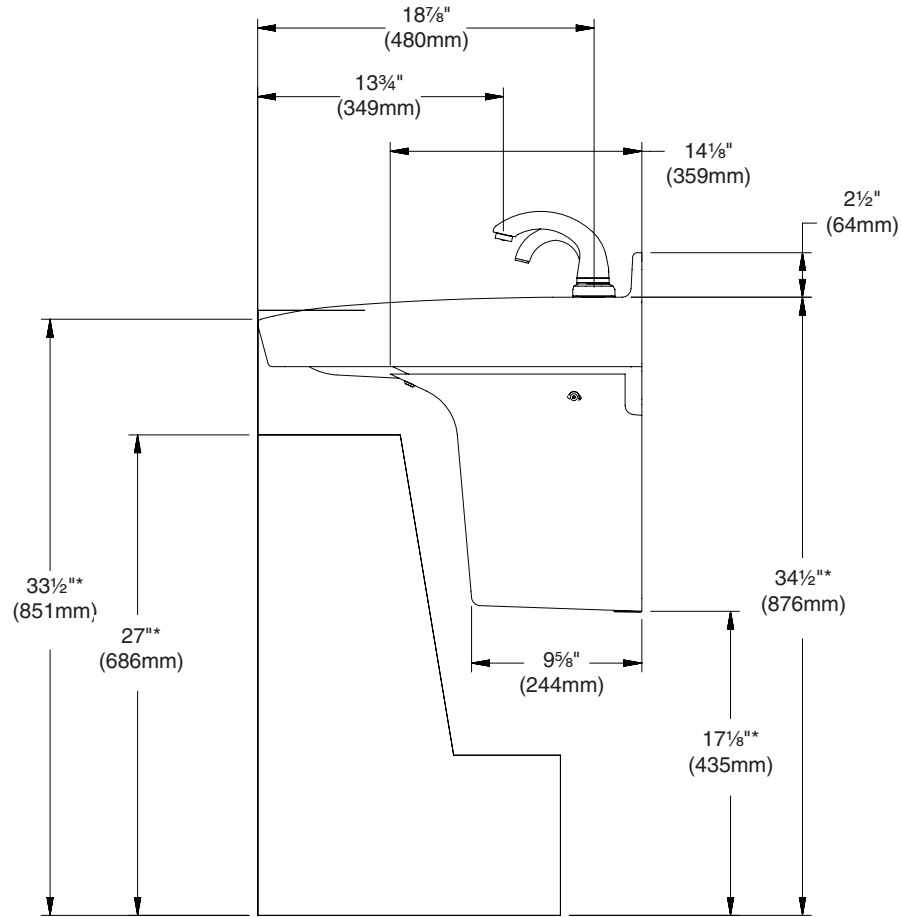 18⅞"
(480mm)
13¾"
(349mm)
14⅛"
(359mm)
2½"
(64mm)
33½"*
(851mm)
27"*
(686mm)
34½"*
(876mm)
9⅝"
(244mm)
17⅛"*
(435mm)